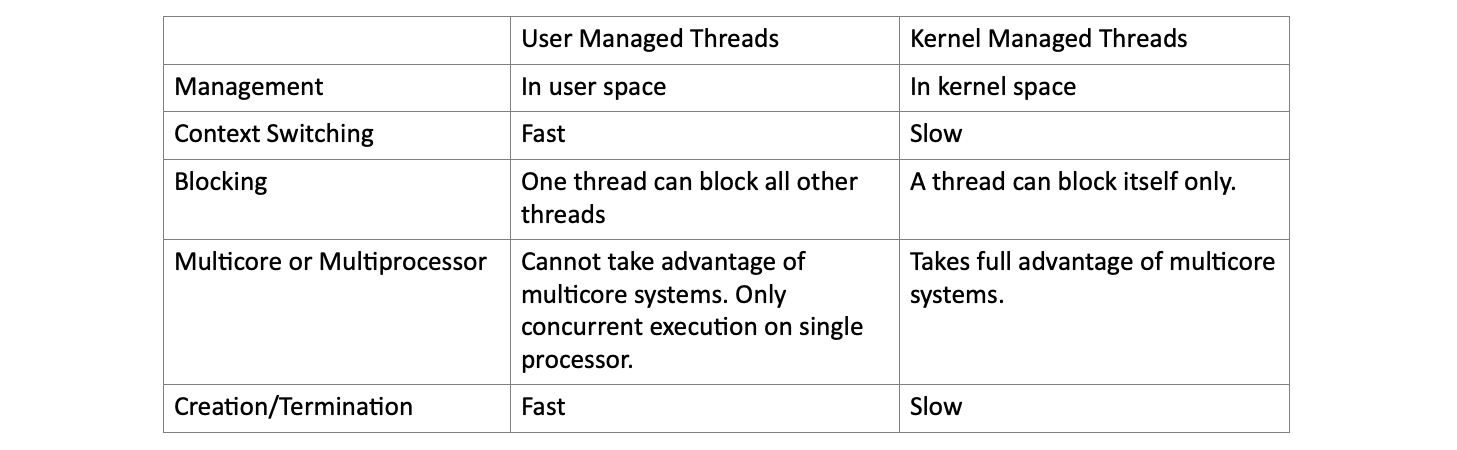 User Managed Threads Kernel Managed Threads
Management In user space In kernel space
Context Switching Fast Slow
Blocking One thread can block all other A thread can block itself only.
threads
Multicore or Multiprocessor Cannot take advantage of Takes full advantage of multicore
multicore systems. Only systems.
concurrent execution on single
processor.
Creation/Termination Fast Slow